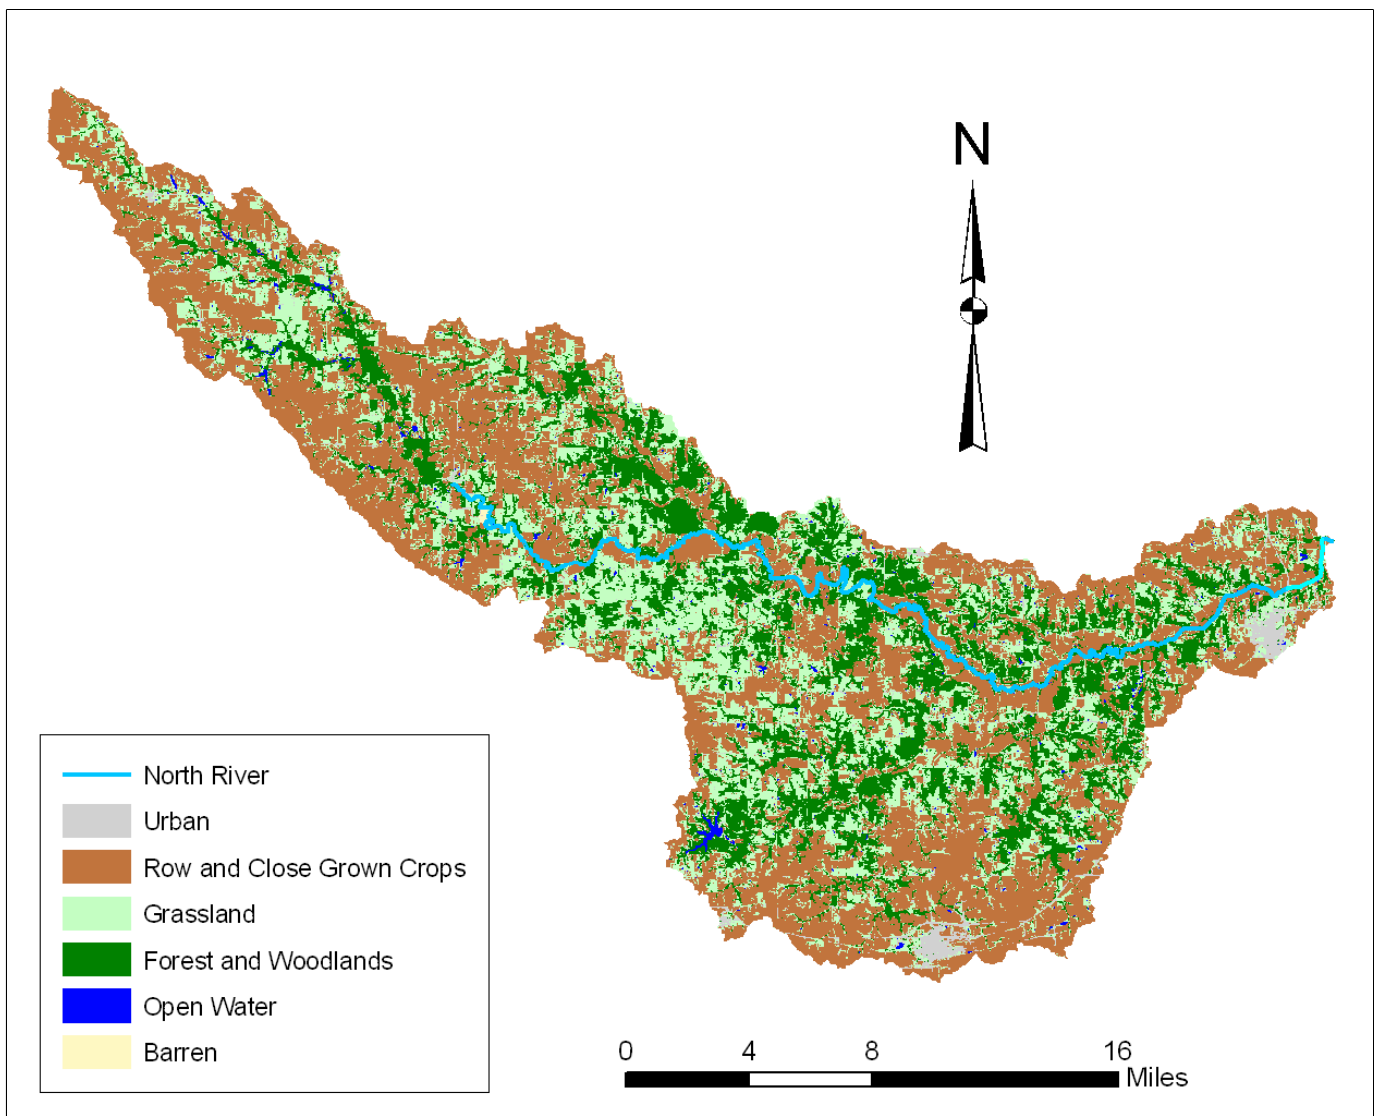 N
North River
Urban
Row and Close Grown Crops
Grassland
Forest and Woodlands
Open Water
Barren
0 4 8 16
Miles